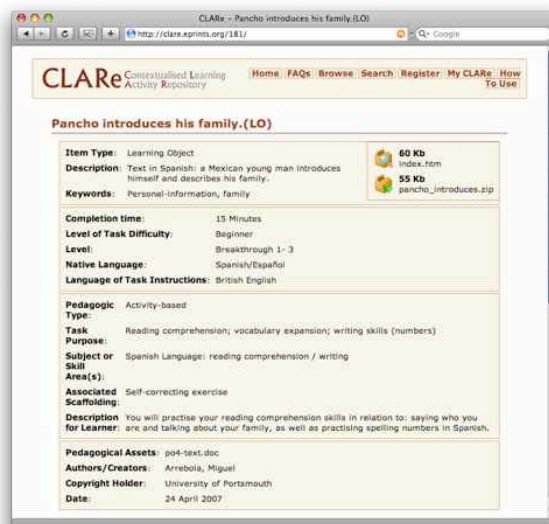 CLARe - Pancho introduces his family.(LO)
http://clare.eprints.org/181/
Google
CLARe Contextualised Learning
Activity Repository
Home FAQs Browse Search Register My CLARe How
To Use
Pancho introduces his family.(LO)
Item Type: Learning Object
Description: Text in Spanish: a Mexican young man introduces
himself and describes his family.
Keywords: Personal-information, family
60 Kb
index.htm
55 Kb
pancho_introduces.zip
Completion time: 15 Minutes
Level of Task Difficulty: Beginner
Level: Breakthrough 1- 3
Native Language: Spanish/Español
Language of Task Instructions: British English
Pedagogic Activity-based
Type:
Task Reading comprehension; vocabulary expansion; writing skills (numbers)
Purpose:
Subject or Spanish Language: reading comprehension / writing
Skill
Area(s):
Associated Self-correcting exercise
Scaffolding:
Description You will practise your reading comprehension skills in relation to: saying who you
for Learner: are and talking about your family, as well as practising spelling numbers in Spanish.
Pedagogical Assets: po4-text.doc
Authors/Creators: Arrebola, Miguel
Copyright Holder: University of Portsmouth
Date: 24 April 2007